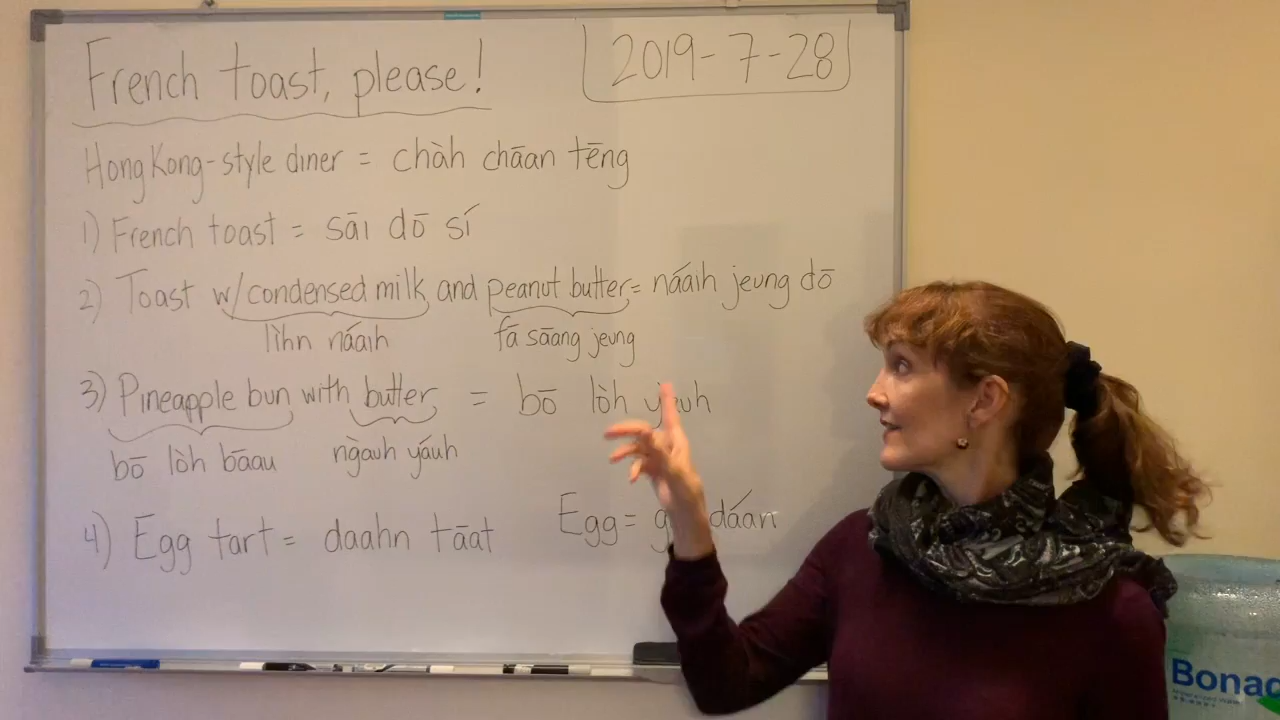 French toast, please!
2019-7-28
Hong Kong-style diner = chàh chāan tēng
1) French toast = sāi dō sí
2) Toast w/condensed milk and peanut butter = náaih jeung dō
lìhn náaih fā sāang jeung
3) Pineapple bun with butter = bō lòh yáuh
bō lòh bāau ngàuh yáuh
4) Egg tart = daahn tāat
Egg = dáan
Bonaq